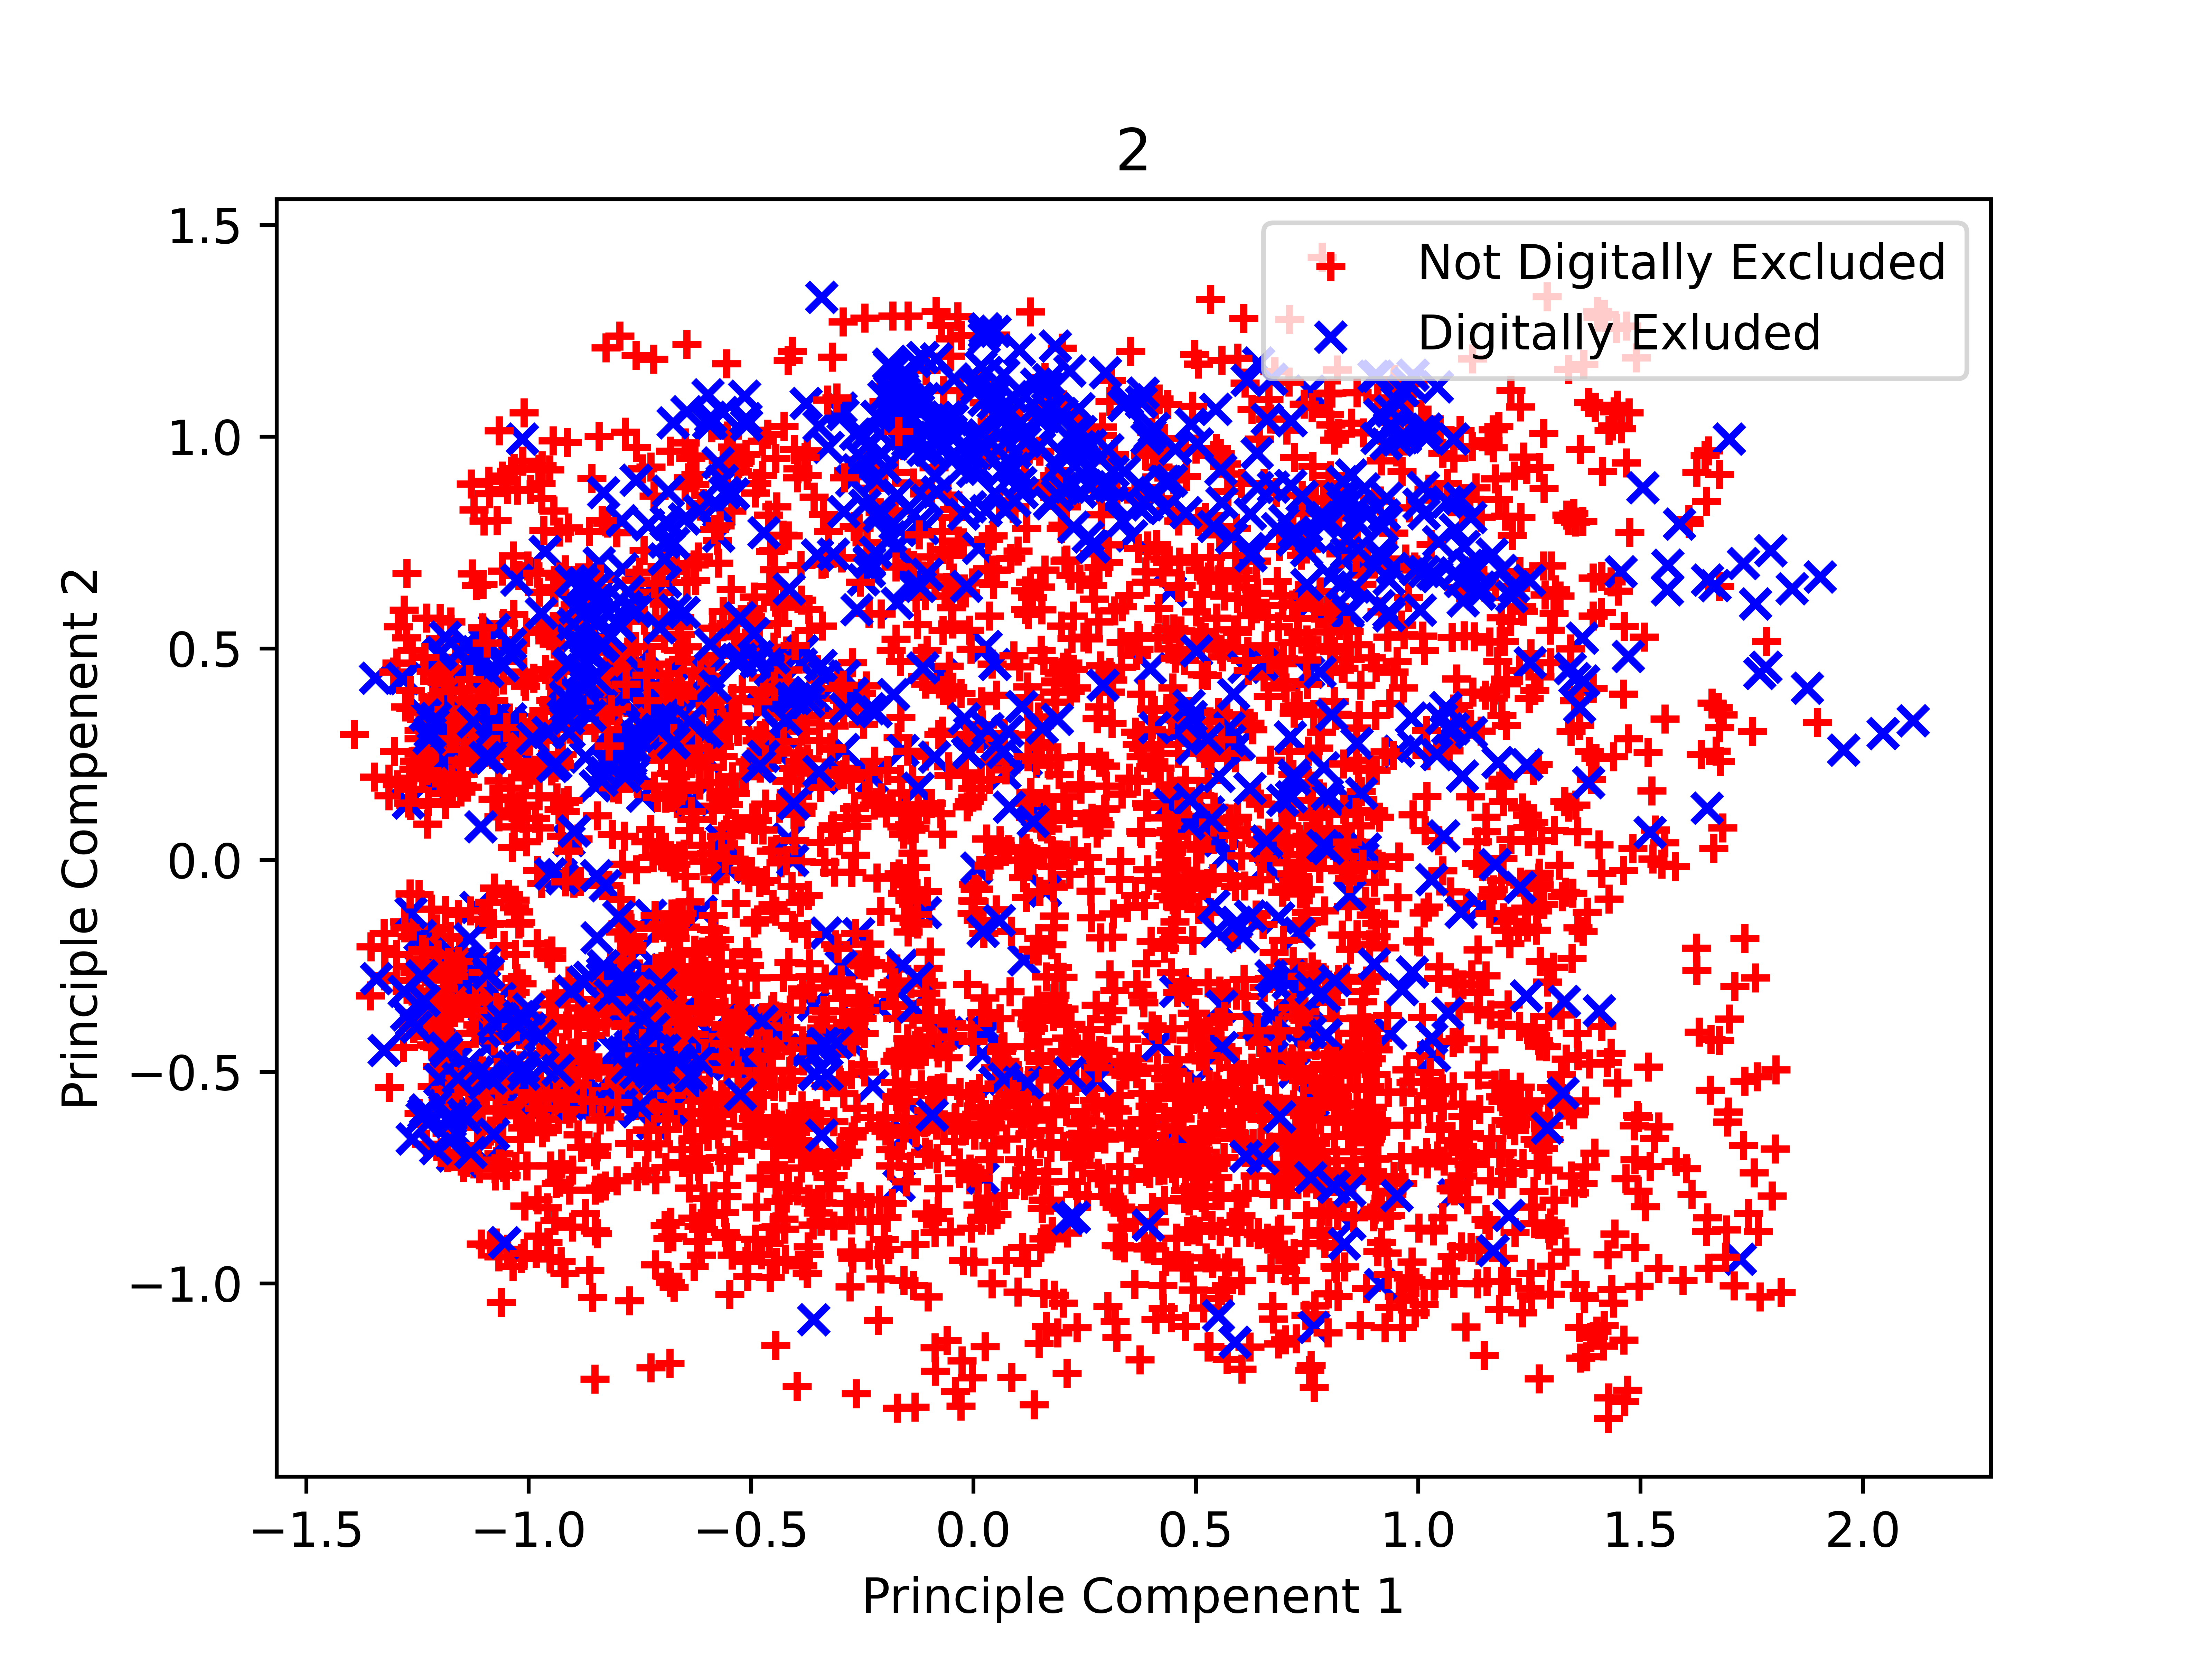 2
Not Digitally Excluded
Digitally Exluded
1.5
1.0
0.5
0.0
−0.5
−1.0
Principle Compenent 2
−1.5 −1.0 −0.5 0.0 0.5 1.0 1.5 2.0
Principle Compenent 1